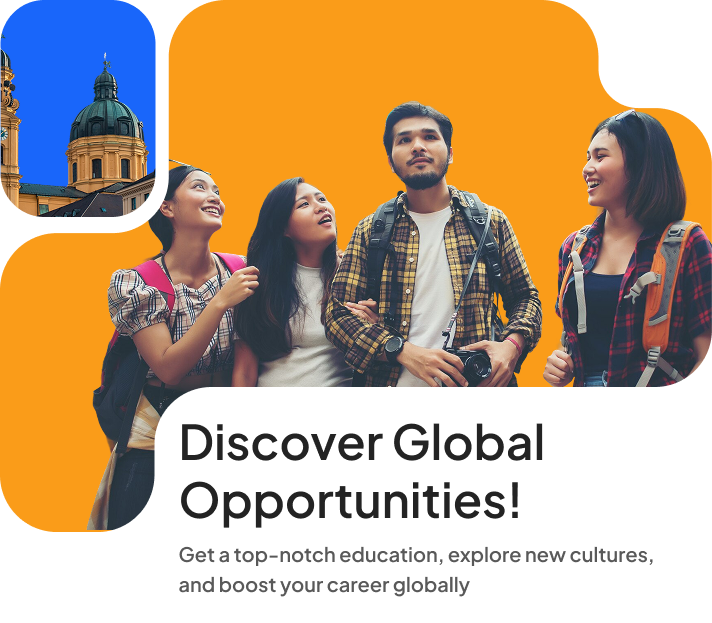 Discover Global
Opportunities!
Get a top-notch education, explore new cultures,
and boost your career globally